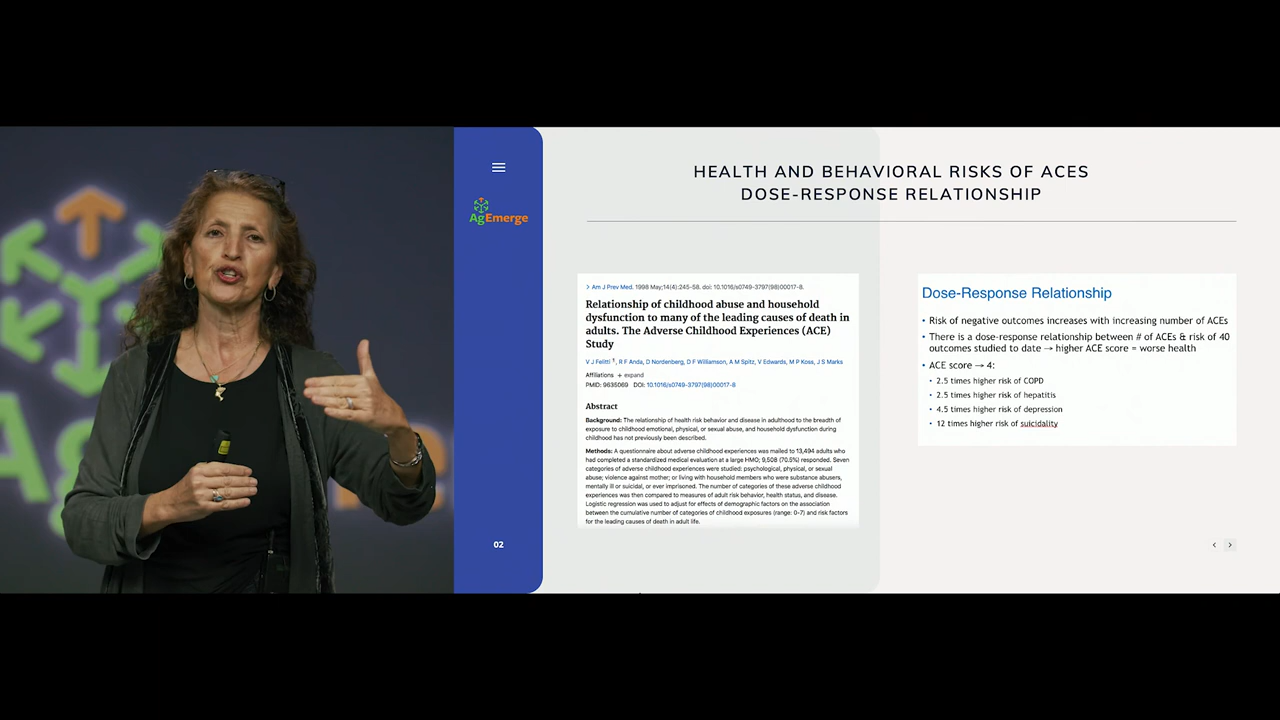 HEALTH AND BEHAVIORAL RISKS OF ACES
DOSE-RESPONSE RELATIONSHIP
AgEmerge
02
> Am J Prev Med. 1998 May;14(4):245-58. doi: 10.1016/s0749-3797(98)00017-8.
Relationship of childhood abuse and household
dysfunction to many of the leading causes of death in
adults. The Adverse Childhood Experiences (ACE)
Study
V J Felitti 1, R F Anda, D Nordenberg, D F Williamson, A M Spitz, V Edwards, M P Koss, J S Marks
Affiliations + expand
PMID: 9635069 DOI: 10.1016/s0749-3797(98)00017-8
Abstract
Background: The relationship of health risk behavior and disease in adulthood to the breadth of
exposure to childhood emotional, physical, or sexual abuse, and household dysfunction during
childhood has not previously been described.
Methods: A questionnaire about adverse childhood experiences was mailed to 13,494 adults who
had completed a standardized medical evaluation at a large HMO; 9,508 (70.5%) responded. Seven
categories of adverse childhood experiences were studied: psychological, physical, or sexual
abuse; violence against mother; or living with household members who were substance abusers,
mentally ill or suicidal, or ever imprisoned. The number of categories of these adverse childhood
experiences was then compared to measures of adult risk behavior, health status, and disease.
Logistic regression was used to adjust for effects of demographic factors on the association
between the cumulative number of categories of childhood exposures (range: 0-7) and risk factors
for the leading causes of death in adult life.
Dose-Response Relationship
• Risk of negative outcomes increases with increasing number of ACEs
• There is a dose-response relationship between # of ACEs & risk of 40
outcomes studied to date → higher ACE score = worse health
• ACE score → 4:
• 2.5 times higher risk of COPD
• 2.5 times higher risk of hepatitis
• 4.5 times higher risk of depression
• 12 times higher risk of suicidality